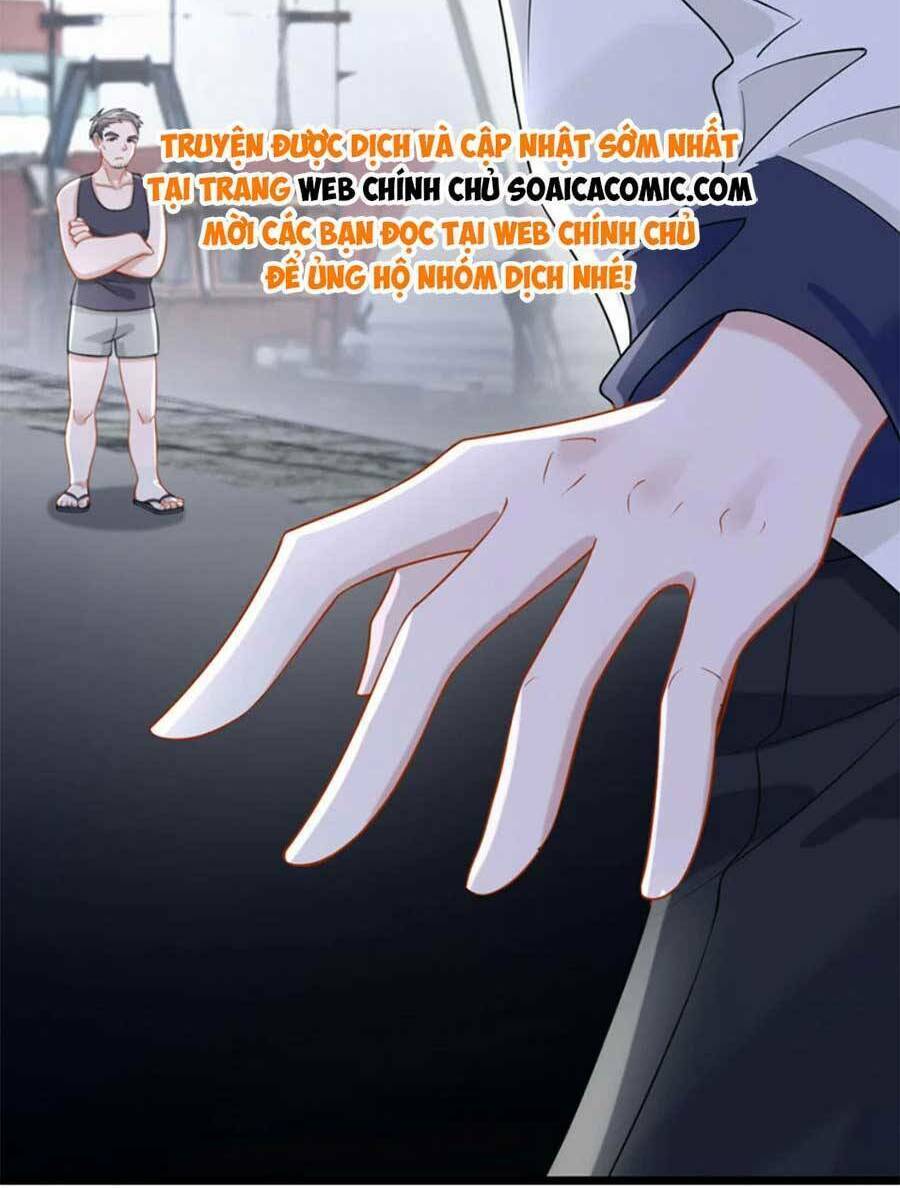 TRUYỆN ĐƯỢC DỊCH VÀ CẬP NHẬT SỚM NHẤT
TẠI TRANG WEB CHÍNH CHỦ SOAICACOMIC.COM
MỜI CÁC BẠN ĐỌC TẠI WEB CHÍNH CHỦ
ĐỂ ỦNG HỘ NHÓM DỊCH NHÉ!